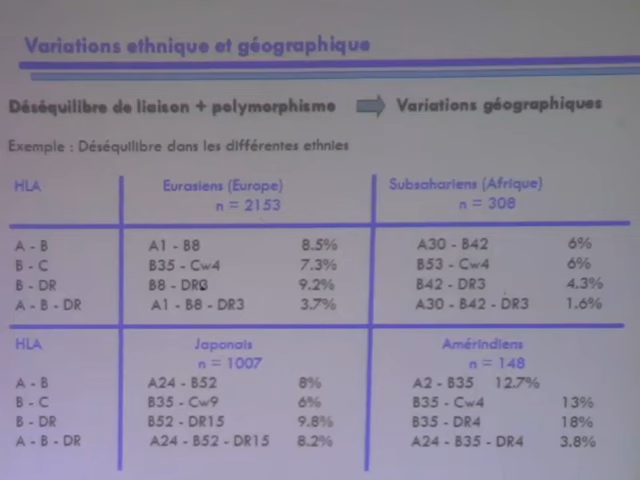 Variations ethnique et géographique
Déséquilibre de liaison + polymorphisme Variations géographiques
Exemple : Déséquilibre dans les différentes ethnies
HLA Eurasiens (Europe) Subsahariens (Afrique)
n = 2153 n = 308
A - B A1 - B8 8.5% A30 - B42 6%
B - C B35 - Cw4 7.3% B53 - Cw4 6%
B - DR B8 - DR3 9.2% B42 - DR3 4.3%
A - B - DR A1 - B8 - DR3 3.7% A30 - B42 - DR3 1.6%
HLA Japonais Amérindiens
n = 1007 n = 148
A - B A24 - B52 8% A2 - B35 12.7%
B - C B35 - Cw9 6% B35 - Cw4 13%
B - DR B52 - DR15 9.8% B35 - DR4 18%
A - B - DR A24 - B52 - DR15 8.2% A24 - B35 - DR4 3.8%